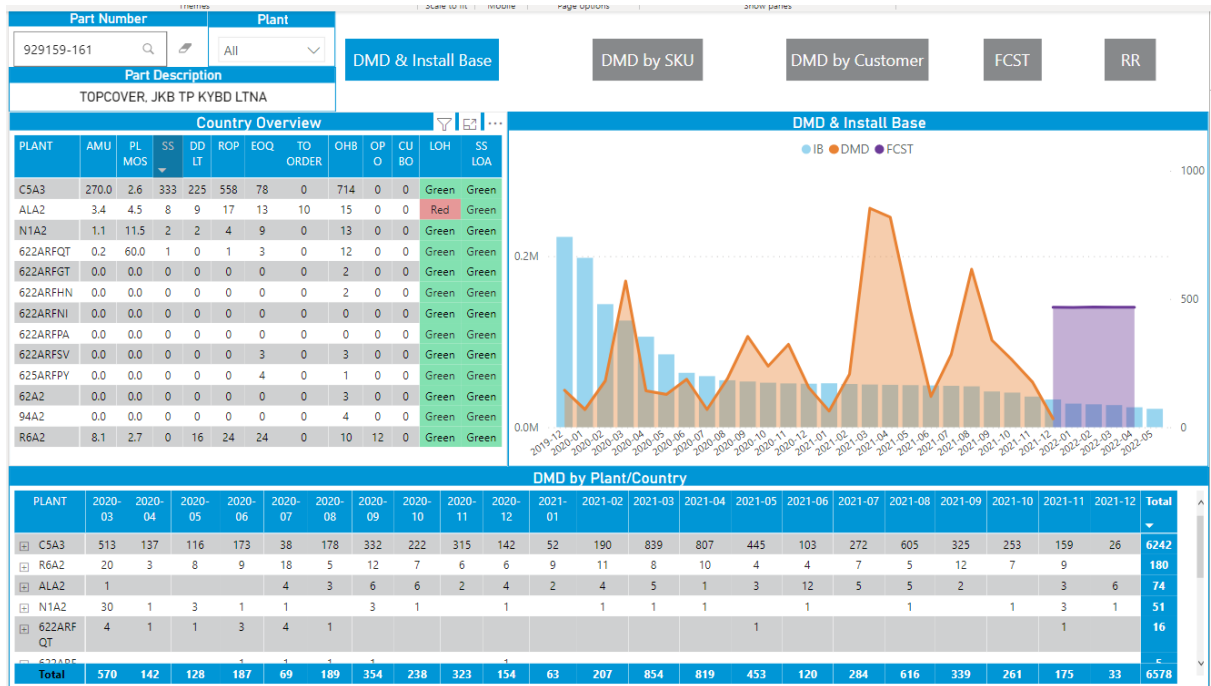 Themes Scale to fit Mobile Page options Show panes
Part Number Plant
929159-161 All
Part Description
TOPCOVER, JKB TP KYBD LTNA
DMD & Install Base DMD by SKU DMD by Customer FCST RR
Country Overview
PLANT AMU PL MOS SS DD LT ROP EOQ TO ORDER OHB OP O CU BO LOH SS LOA
C5A3 270.0 2.6 333 225 558 78 0 714 0 0 Green Green
ALA2 3.4 4.5 8 9 17 13 10 15 0 0 Red Green
N1A2 1.1 11.5 2 2 4 9 0 13 0 0 Green Green
622ARFQT 0.2 60.0 1 0 1 3 0 12 0 0 Green Green
622ARFGT 0.0 0.0 0 0 0 0 0 2 0 0 Green Green
622ARFHN 0.0 0.0 0 0 0 0 0 2 0 0 Green Green
622ARFNI 0.0 0.0 0 0 0 0 0 0 0 0 Green Green
622ARFPA 0.0 0.0 0 0 0 0 0 0 0 0 Green Green
622ARFSV 0.0 0.0 0 0 0 3 0 3 0 0 Green Green
625ARFPY 0.0 0.0 0 0 0 4 0 1 0 0 Green Green
62A2 0.0 0.0 0 0 0 0 0 3 0 0 Green Green
94A2 0.0 0.0 0 0 0 0 0 4 0 0 Green Green
R6A2 8.1 2.7 0 16 24 24 0 10 12 0 Green Green
DMD & Install Base
IB DMD FCST
1000
0.2M
500
0.0M 0
2019-12 2020-01 2020-02 2020-03 2020-04 2020-05 2020-06 2020-07 2020-08 2020-09 2020-10 2020-11 2020-12 2021-01 2021-02 2021-03 2021-04 2021-05 2021-06 2021-07 2021-08 2021-09 2021-10 2021-11 2021-12 2022-01 2022-02 2022-03 2022-04 2022-05
DMD by Plant/Country
PLANT 2020-03 2020-04 2020-05 2020-06 2020-07 2020-08 2020-09 2020-10 2020-11 2020-12 2021-01 2021-02 2021-03 2021-04 2021-05 2021-06 2021-07 2021-08 2021-09 2021-10 2021-11 2021-12 Total
C5A3 513 137 116 173 38 178 332 222 315 142 52 190 839 807 445 103 272 605 325 253 159 26 6242
R6A2 20 3 8 9 18 5 12 7 6 6 9 11 8 10 4 4 7 5 12 7 9 180
ALA2 1 4 3 6 6 2 4 2 4 5 1 3 12 5 5 2 3 6 74
N1A2 30 1 3 1 1 3 1 1 1 1 1 1 1 1 3 1 51
622ARF QT 4 1 1 3 4 1 1 1 16
622ARF 1 1 1 1 1 5
Total 570 142 128 187 69 189 354 238 323 154 63 207 854 819 453 120 284 616 339 261 175 33 6578